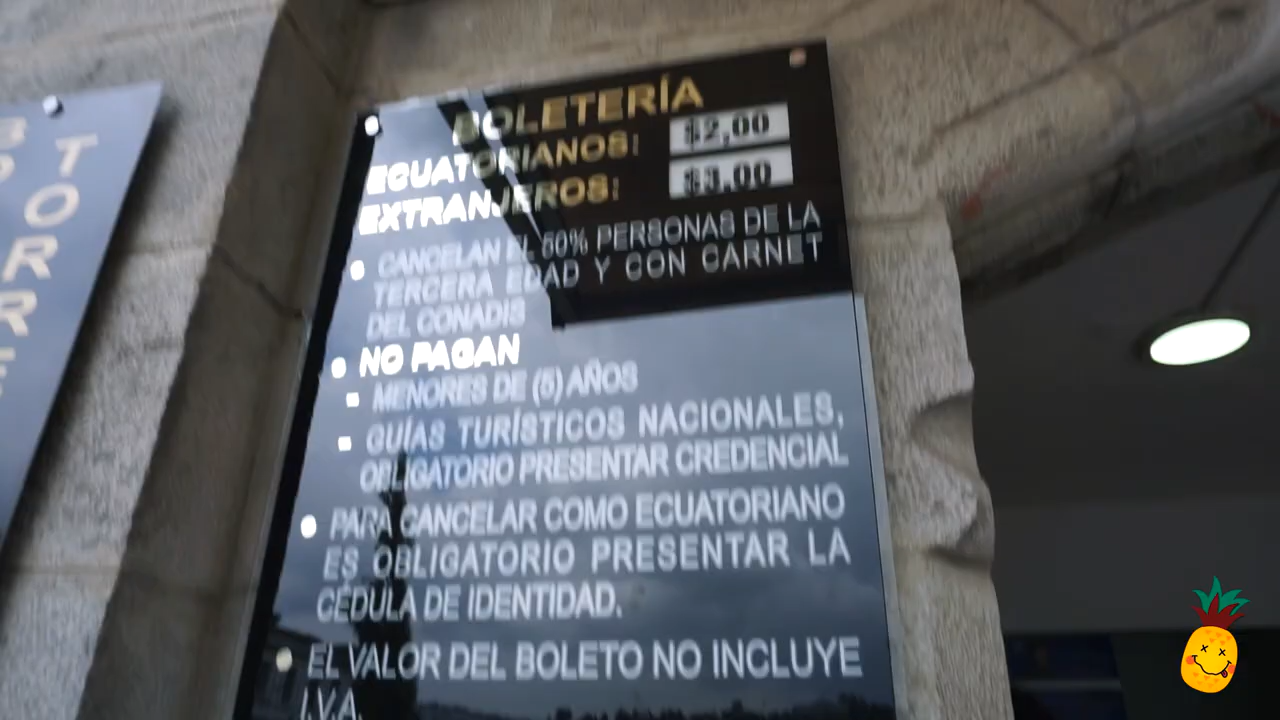 TORRE
BOLETERÍA
ECUATORIANOS: $2,00
EXTRANJEROS: $3.00
CANCELAN EL 50% PERSONAS DE LA
TERCERA EDAD Y CON CARNET
DEL CONADIS
NO PAGAN
MENORES DE (5) AÑOS
GUÍAS TURÍSTICOS NACIONALES,
OBLIGATORIO PRESENTAR CREDENCIAL
PARA CANCELAR COMO ECUATORIANO
ES OBLIGATORIO PRESENTAR LA
CÉDULA DE IDENTIDAD.
EL VALOR DEL BOLETO NO INCLUYE
I.V.A.